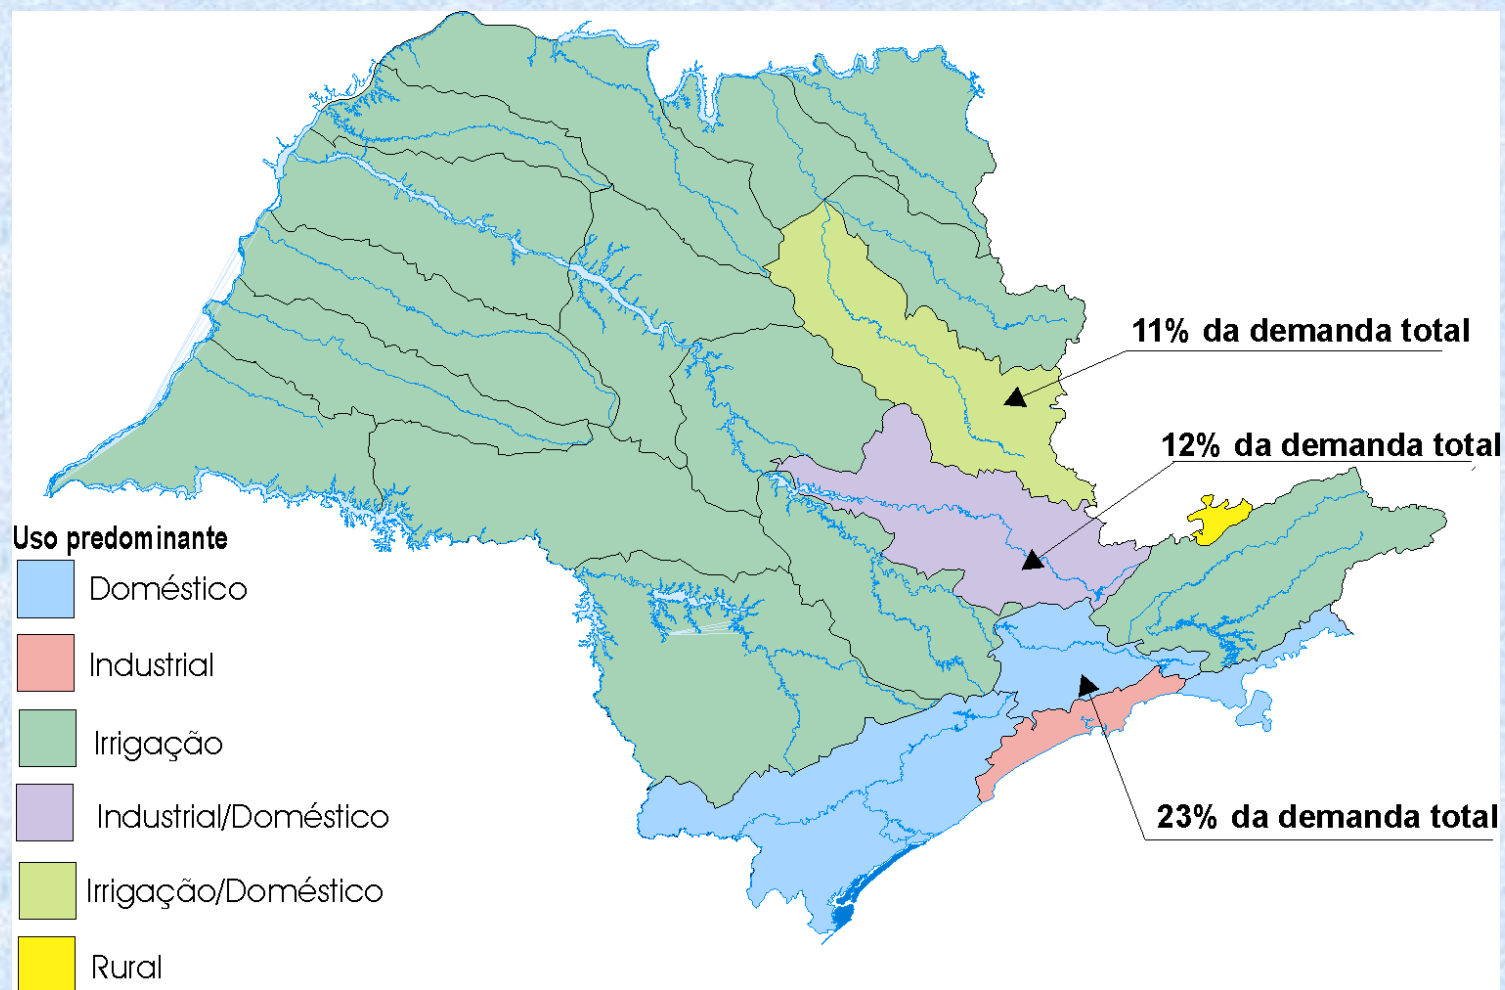 11% da demanda total
12% da demanda total
Uso predominante
Doméstico
Industrial
Irrigação
Industrial/Doméstico
23% da demanda total
Irrigação/Doméstico
Rural